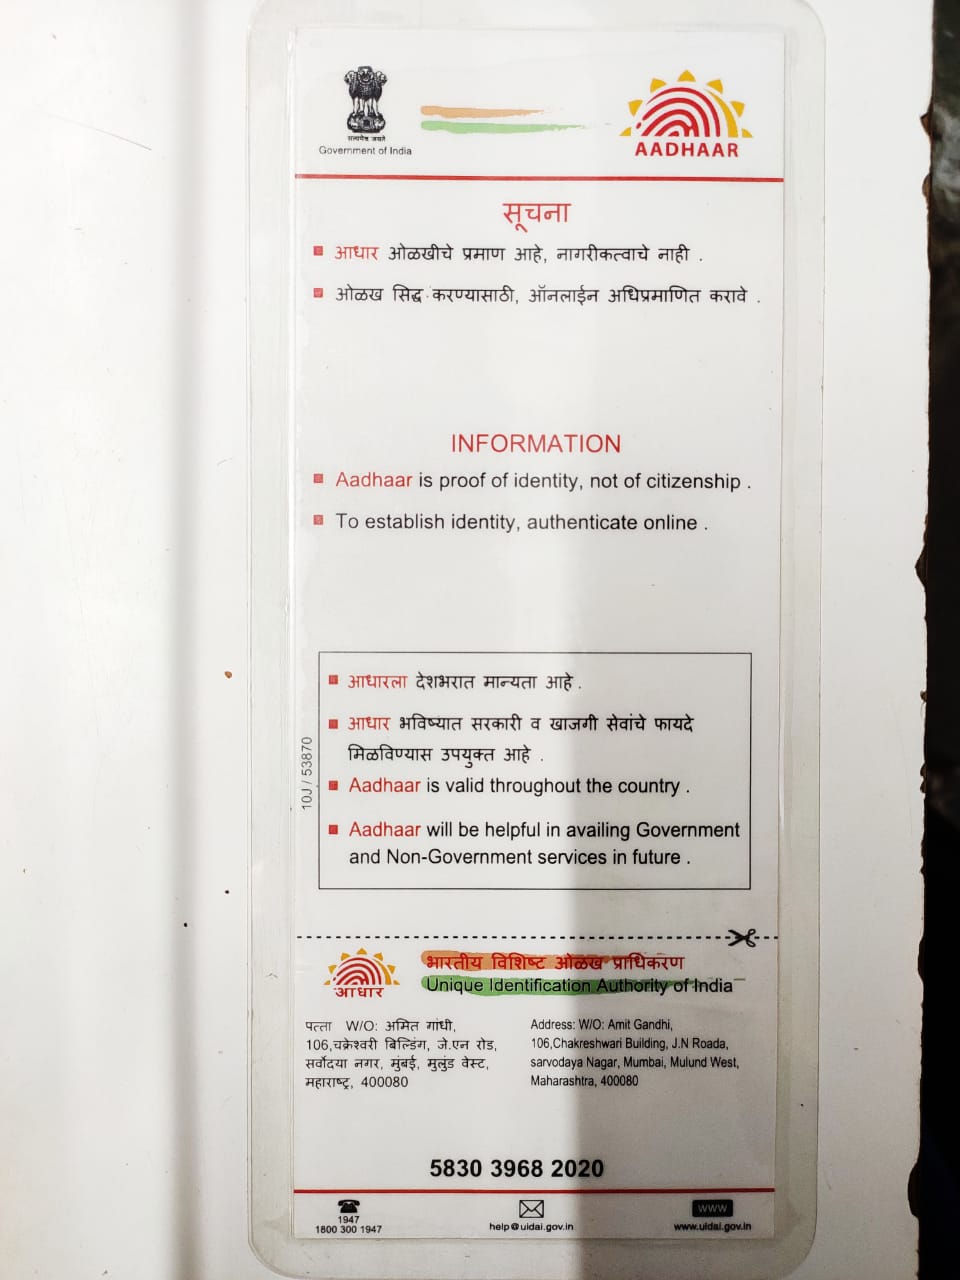 सत्यमेव जयते
Government of India
AADHAAR
सूचना
आधार ओळखीचे प्रमाण आहे, नागरीकत्वाचे नाही .
ओळख सिद्ध करण्यासाठी, ऑनलाईन अधिप्रमाणित करावे .
INFORMATION
Aadhaar is proof of identity, not of citizenship .
To establish identity, authenticate online .
10J / 53870
आधारला देशभरात मान्यता आहे .
आधार भविष्यात सरकारी व खाजगी सेवांचे फायदे
मिळविण्यास उपयुक्त आहे .
Aadhaar is valid throughout the country .
Aadhaar will be helpful in availing Government
and Non-Government services in future .
आधार
भारतीय विशिष्ट ओळख प्राधिकरण
Unique Identification Authority of India
पत्ता W/O: अमित गांधी,
106,चक्रेश्वरी बिल्डिंग, जे.एन रोड,
सर्वोदया नगर, मुंबई, मुलुंड वेस्ट,
महाराष्ट्र, 400080
Address: W/O: Amit Gandhi,
106,Chakreshwari Building, J.N Roada,
sarvodaya Nagar, Mumbai, Mulund West,
Maharashtra, 400080
5830 3968 2020
1947
1800 300 1947
help@uidai.gov.in
WWW
www.uidai.gov.in